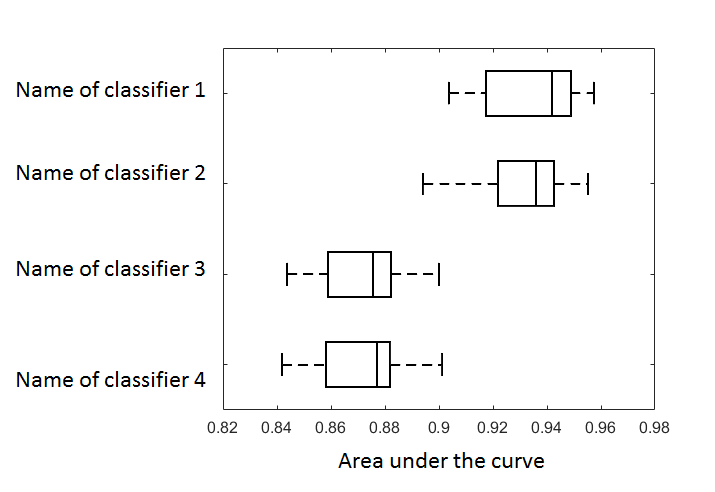 Name of classifier 1
Name of classifier 2
Name of classifier 3
Name of classifier 4
0.82 0.84 0.86 0.88 0.9 0.92 0.94 0.96 0.98
Area under the curve